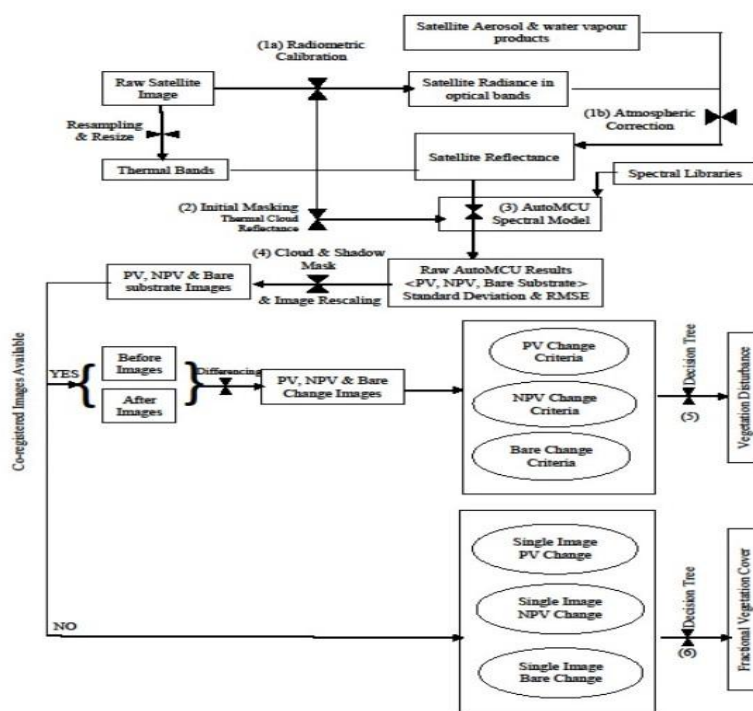 Satellite Aerosol & water vapour
products
(1a) Radiometric
Calibration
Raw Satellite
Image
Satellite Radiance in
optical bands
(1b) Atmospheric
Correction
Resampling
& Resize
Thermal Bands
Satellite Reflectance
Spectral Libraries
(2) Initial Masking
Thermal Cloud
Reflectance
(3) AutoMCU
Spectral Model
(4) Cloud & Shadow
Mask
& Image Rescaling
PV, NPV & Bare
substrate Images
Raw AutoMCU Results
<PV, NPV, Bare Substrate>
Standard Deviation & RMSE
Co-registered Images Available
YES
Before
Images
After
Images
Differencing
PV, NPV & Bare
Change Images
PV Change
Criteria
NPV Change
Criteria
Bare Change
Criteria
Decision Tree
(5)
Vegetation Disturbance
NO
Single Image
PV Change
Single Image
NPV Change
Single Image
Bare Change
Decision Tree
(6)
Fractional Vegetation Cover